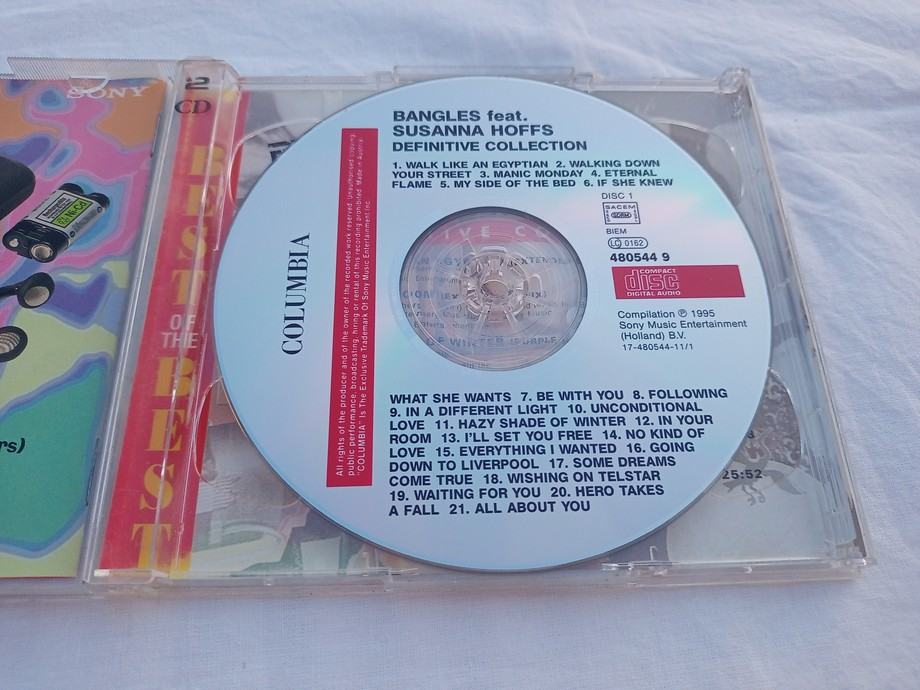 SONY
2
CD
BEST
OF
THE
BEST
Ni-Cd
rs)
COLUMBIA
All rights of the producer and of the owner of the recorded work reserved. Unauthorised copying,
public performance, broadcasting, hiring or rental of this recording prohibited. Made in Austria.
"COLUMBIA" Is The Exclusive Trademark Of Sony Music Entertainment Inc.
BANGLES feat.
SUSANNA HOFFS
DEFINITIVE COLLECTION
1. WALK LIKE AN EGYPTIAN 2. WALKING DOWN
YOUR STREET 3. MANIC MONDAY 4. ETERNAL
FLAME 5. MY SIDE OF THE BED 6. IF SHE KNEW
DISC 1
SACEM
SDRM
BIEM
LC 0162
480544 9
COMPACT
disc
DIGITAL AUDIO
Compilation ℗ 1995
Sony Music Entertainment
(Holland) B.V.
17-480544-11/1
WHAT SHE WANTS 7. BE WITH YOU 8. FOLLOWING
9. IN A DIFFERENT LIGHT 10. UNCONDITIONAL
LOVE 11. HAZY SHADE OF WINTER 12. IN YOUR
ROOM 13. I'LL SET YOU FREE 14. NO KIND OF
LOVE 15. EVERYTHING I WANTED 16. GOING
DOWN TO LIVERPOOL 17. SOME DREAMS
COME TRUE 18. WISHING ON TELSTAR
19. WAITING FOR YOU 20. HERO TAKES
A FALL 21. ALL ABOUT YOU
25:52